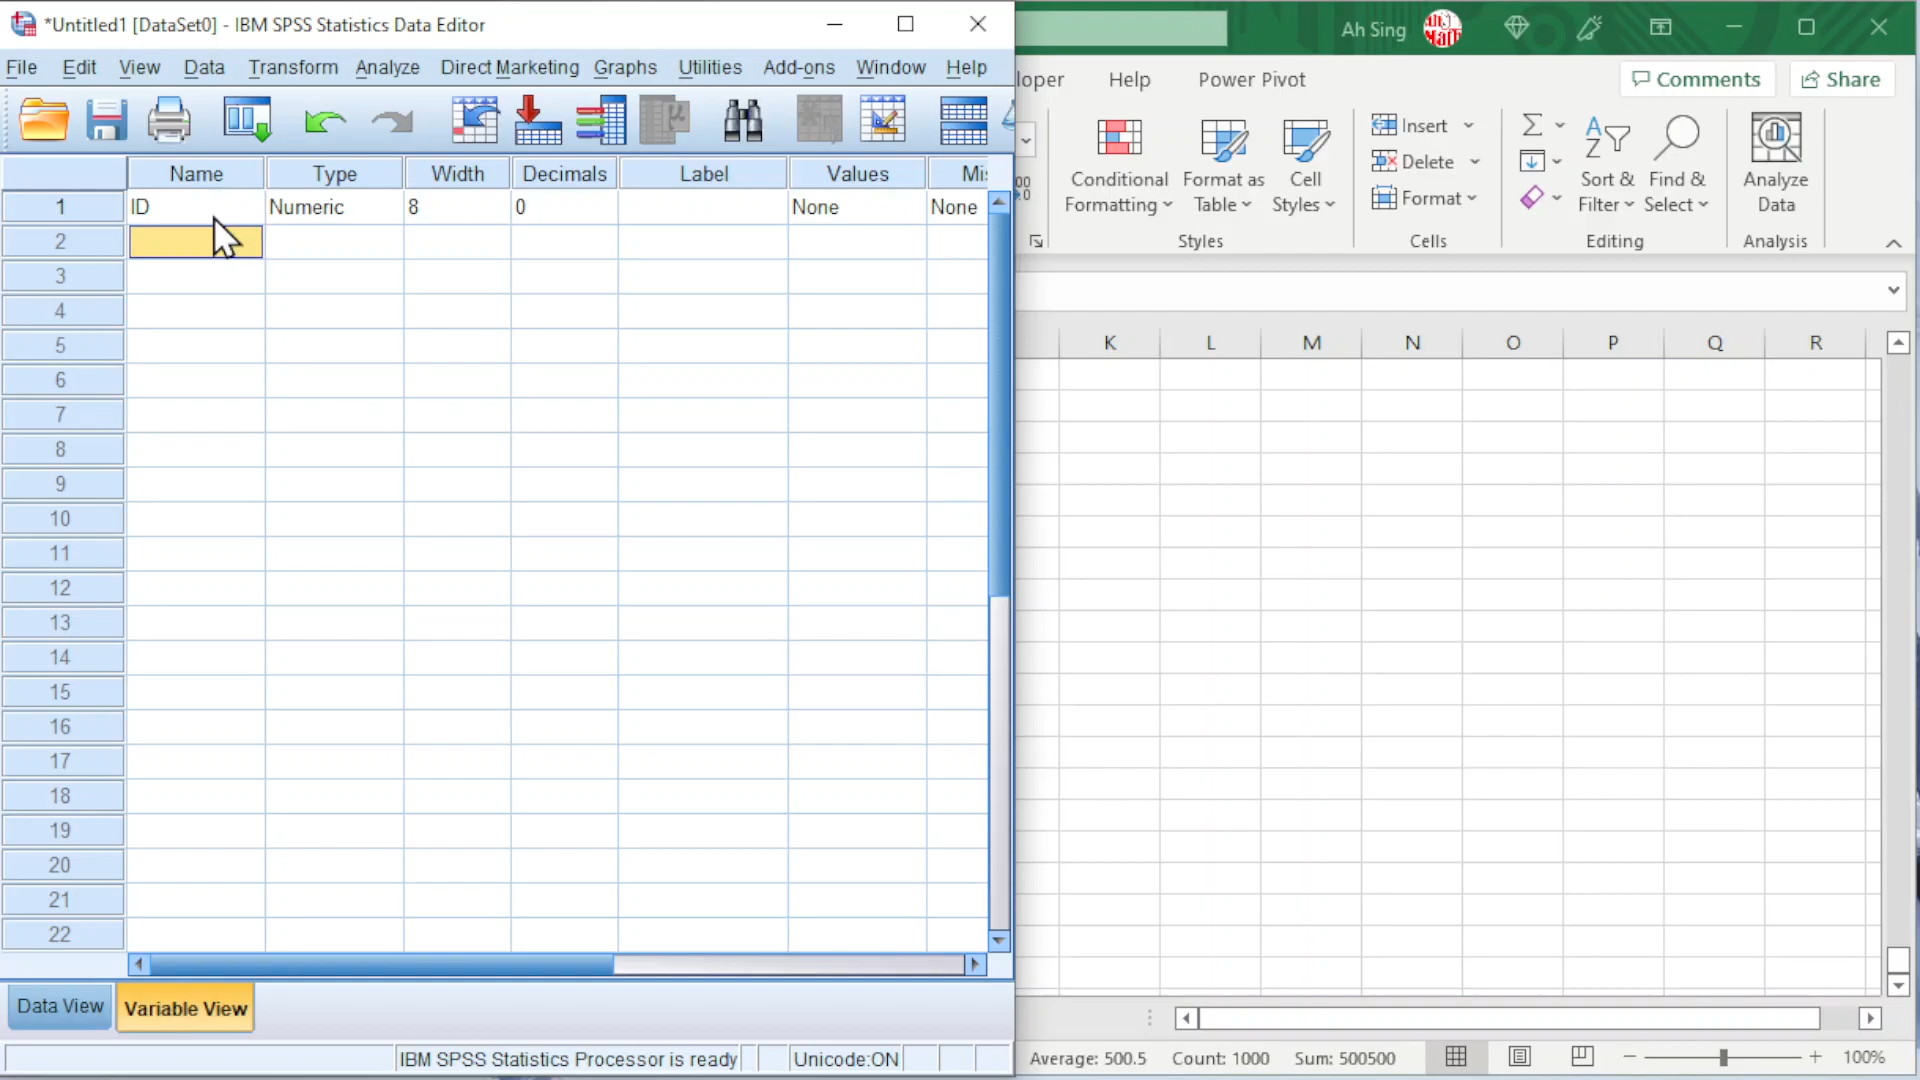 *Untitled1 [DataSet0] - IBM SPSS Statistics Data Editor
File Edit View Data Transform Analyze Direct Marketing Graphs Utilities Add-ons Window Help
Name Type Width Decimals Label Values Mis
1 ID Numeric 8 0 None None
2
3
4
5
6
7
8
9
10
11
12
13
14
15
16
17
18
19
20
21
22
Data View Variable View
IBM SPSS Statistics Processor is ready Unicode:ON
Ah Sing
loper Help Power Pivot Comments Share
Conditional Formatting
Format as Table
Cell Styles
Styles
Insert
Delete
Format
Cells
Sort & Filter
Find & Select
Editing
Analyze Data
Analysis
K L M N O P Q R
Average: 500.5 Count: 1000 Sum: 500500 100%